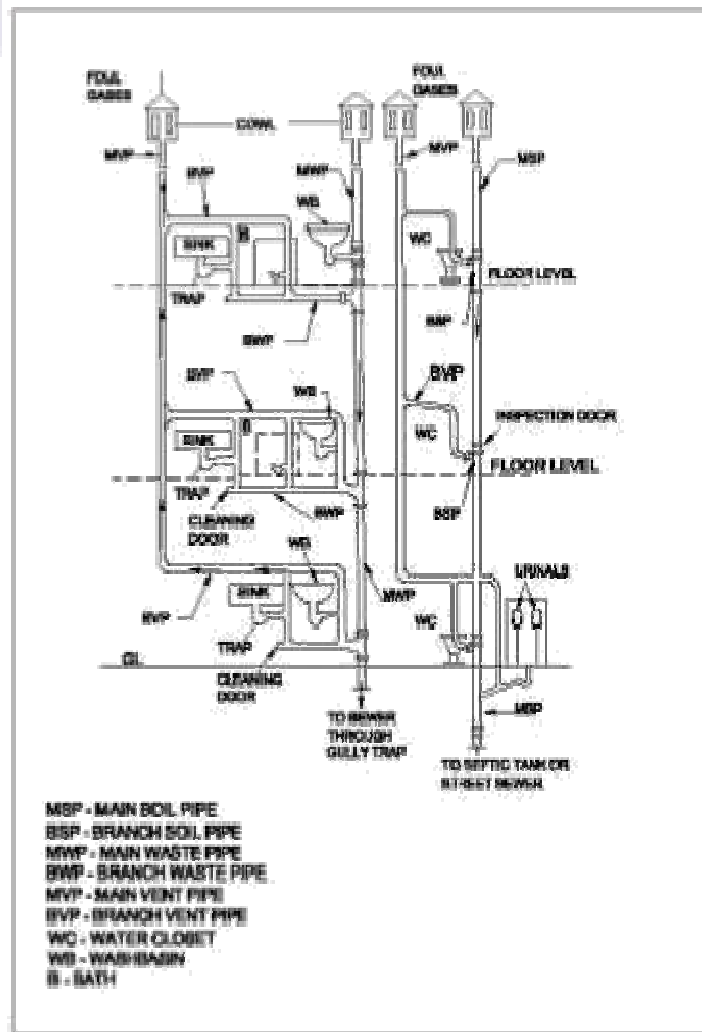 FOUL
GASES
FOUL
GASES
COWL
MVP
MVP
MSP
BVP
MWP
WB
WC
SINK
B
TRAP
FLOOR LEVEL
BWP
BSP
BVP
BVP
WB
INSPECTION DOOR
WC
SINK
B
TRAP
FLOOR LEVEL
CLEANING
DOOR
BWP
BSP
WB
URINALS
SINK
MWP
BVP
WC
TRAP
GL
CLEANING
DOOR
MSP
TO SEWER
THROUGH
GULLY TRAP
TO SEPTIC TANK OR
STREET SEWER
MSP - MAIN SOIL PIPE
BSP - BRANCH SOIL PIPE
MWP - MAIN WASTE PIPE
BWP - BRANCH WASTE PIPE
MVP - MAIN VENT PIPE
BVP - BRANCH VENT PIPE
WC - WATER CLOSET
WB - WASHBASIN
B - BATH